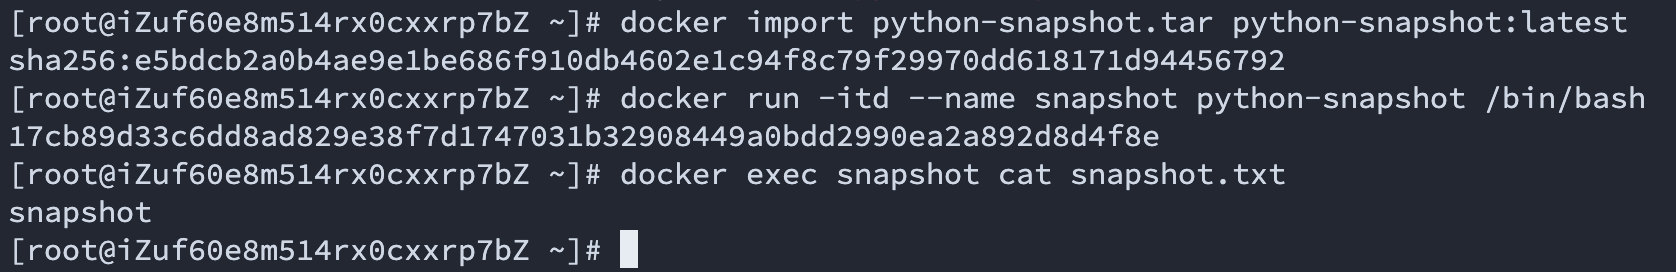 [root@iZuf60e8m514rx0cxxrp7bZ ~]# docker import python-snapshot.tar python-snapshot:latest
sha256:e5bdcb2a0b4ae9e1be686f910db4602e1c94f8c79f29970dd618171d94456792
[root@iZuf60e8m514rx0cxxrp7bZ ~]# docker run -itd --name snapshot python-snapshot /bin/bash
17cb89d33c6dd8ad829e38f7d1747031b32908449a0bdd2990ea2a892d8d4f8e
[root@iZuf60e8m514rx0cxxrp7bZ ~]# docker exec snapshot cat snapshot.txt
snapshot
[root@iZuf60e8m514rx0cxxrp7bZ ~]#